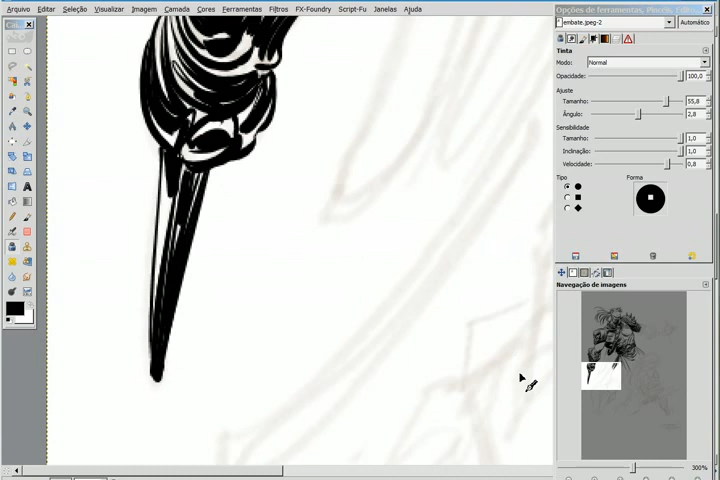 Arquivo Editar Seleção Visualizar Imagem Camada Cores Ferramentas Filtros FX-Foundry Script-Fu Janelas Ajuda
Opções de ferramentas, Pincéis, Edito
embate.jpeg-2 Automático
Tinta
Modo: Normal
Opacidade: 100,0
Ajuste
Tamanho: 55,8
Ângulo: 2,8
Sensibilidade
Tamanho: 1,0
Inclinação: 1,0
Velocidade: 0,8
Tipo Forma
Navegação de imagens
300%